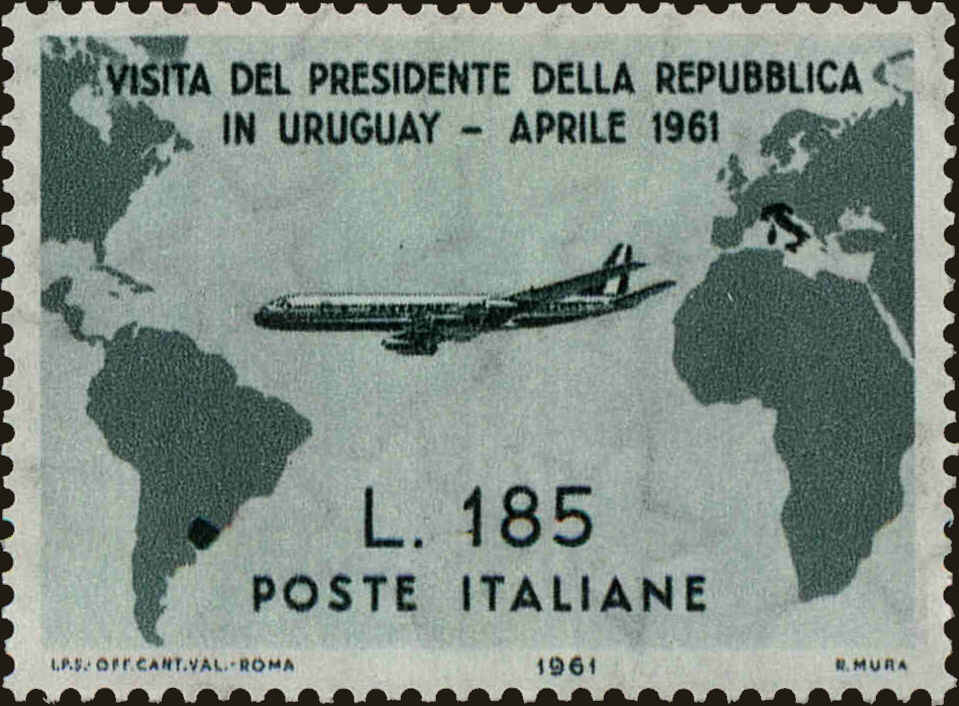 VISITA DEL PRESIDENTE DELLA REPUBBLICA
IN URUGUAY - APRILE 1961
L. 185
POSTE ITALIANE
I.P.S.-OFF.CART.VAL.-ROMA 1961 R.MURA